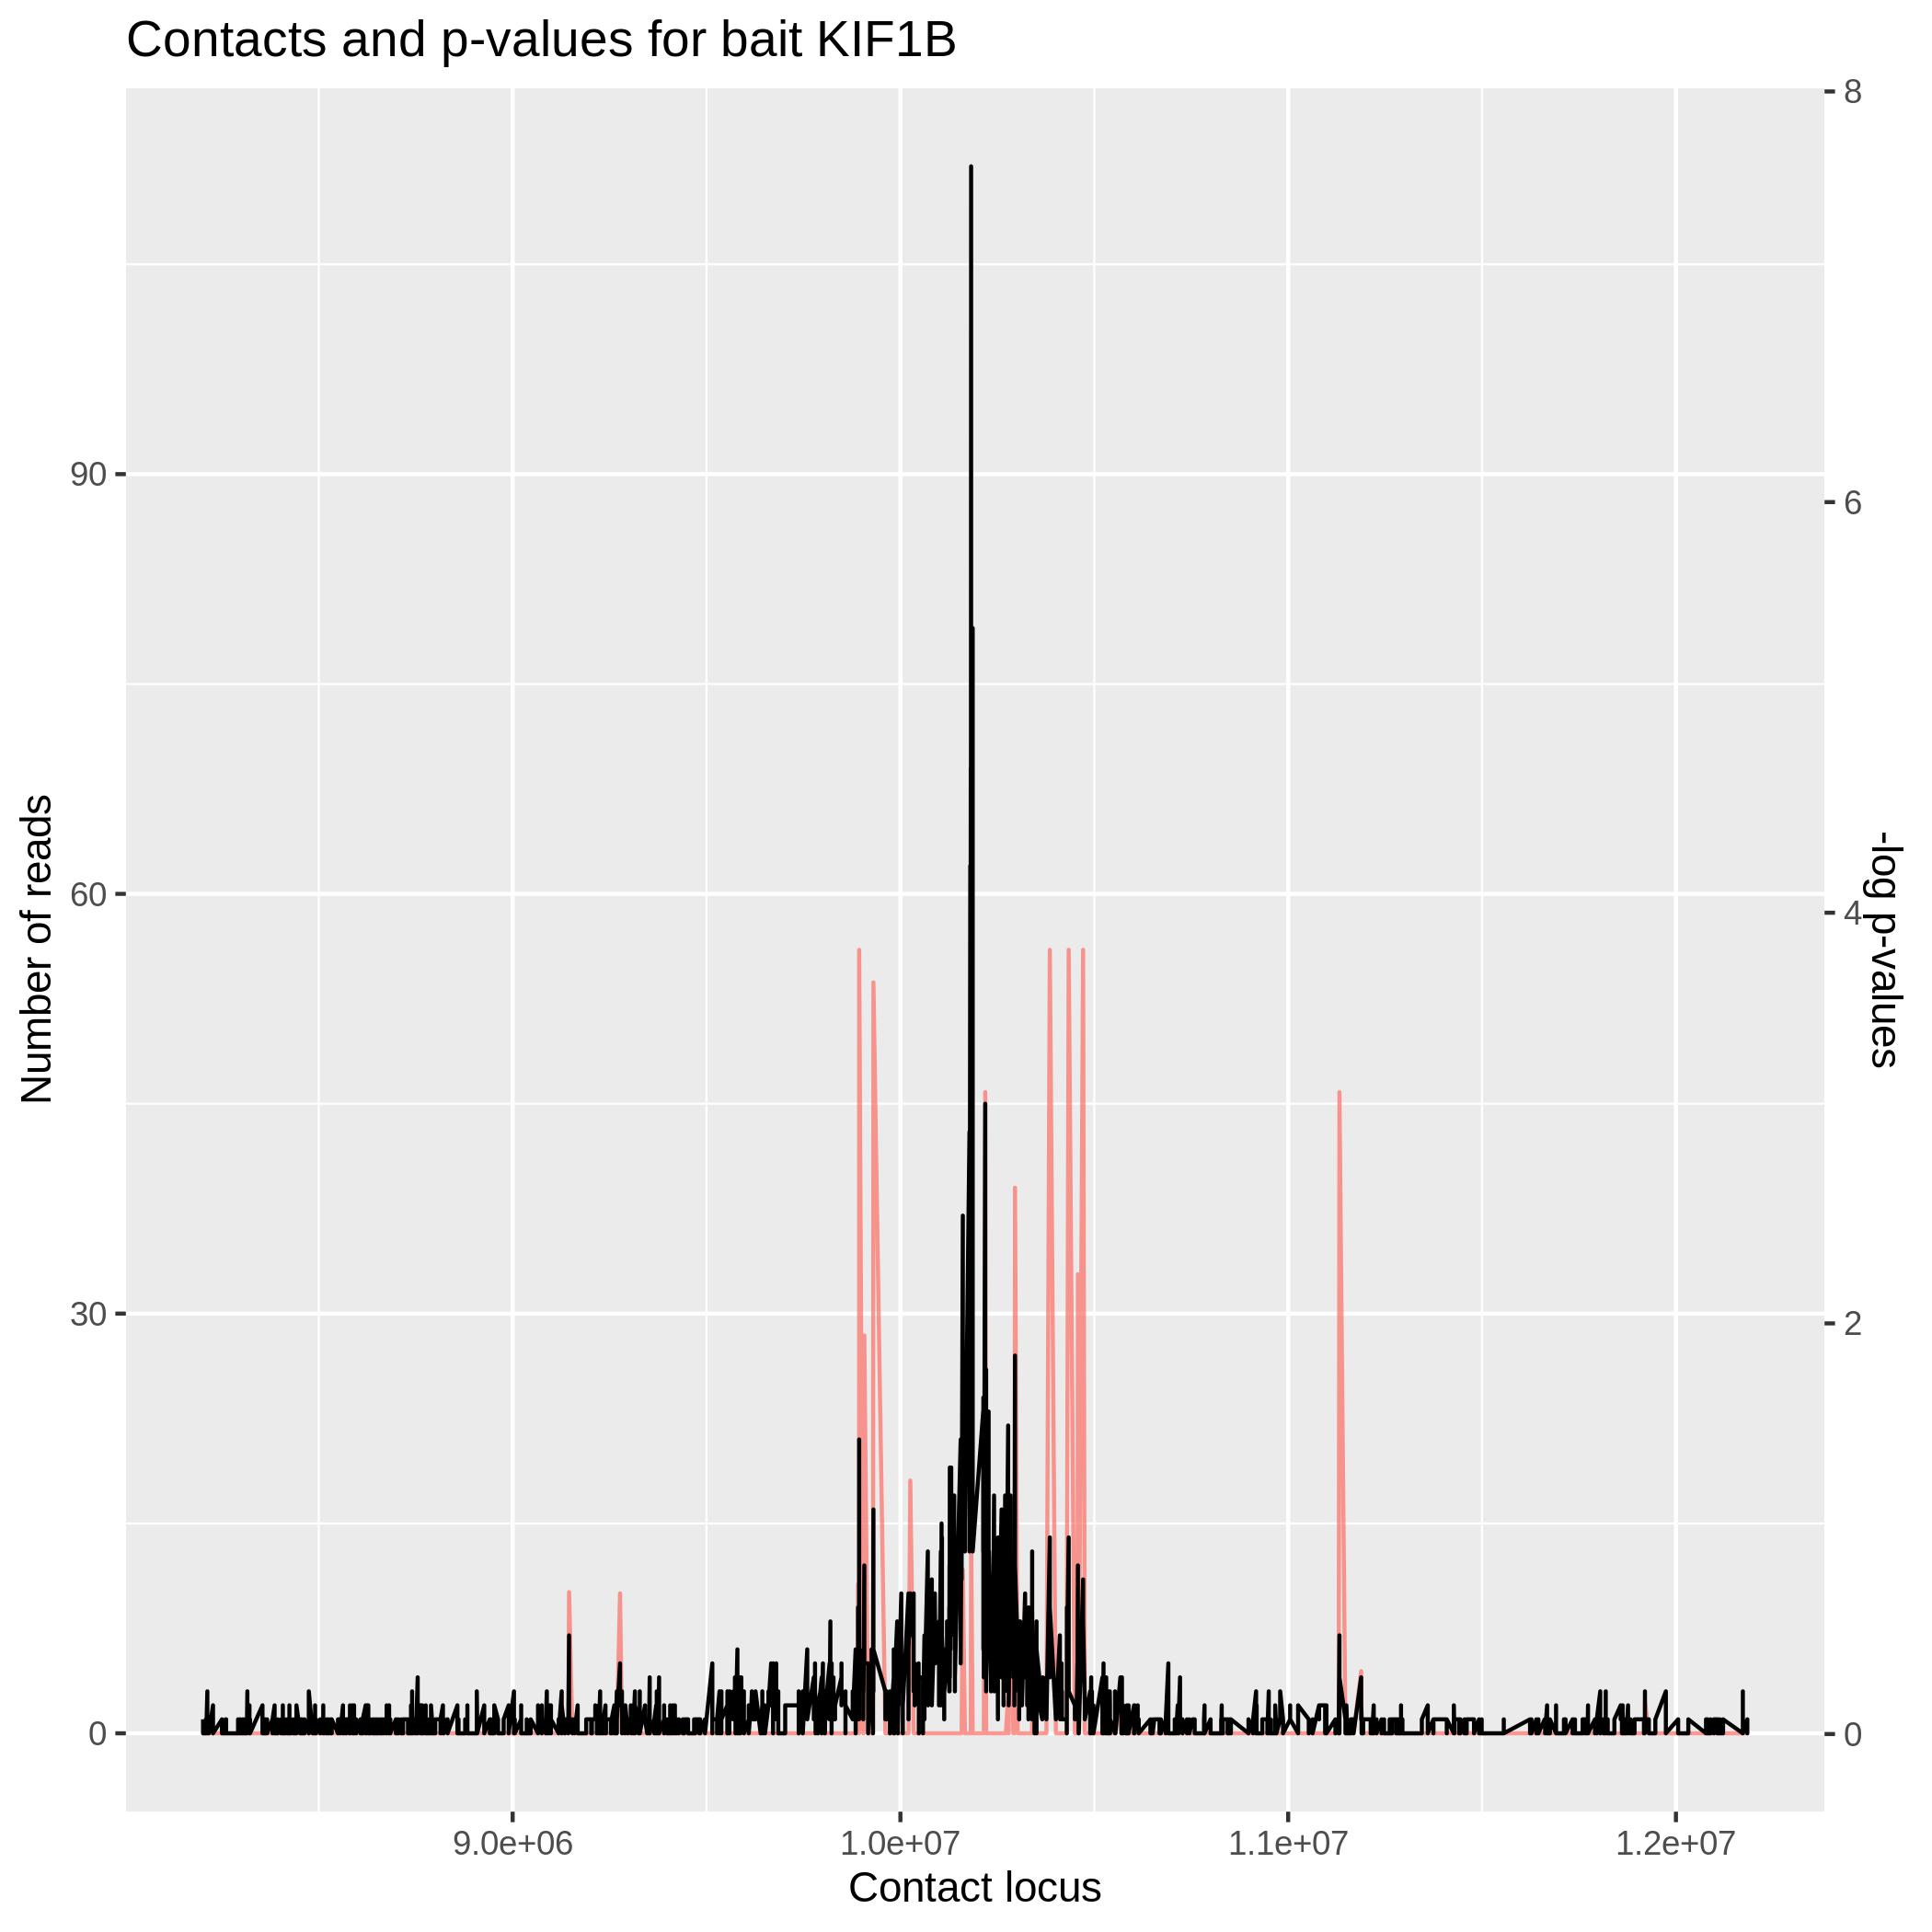 Contacts and p-values for bait KIF1B
8
90
6
60
4
30
2
0
0
Number of reads
-log p-values
9.0e+06
1.0e+07
1.1e+07
1.2e+07
Contact locus